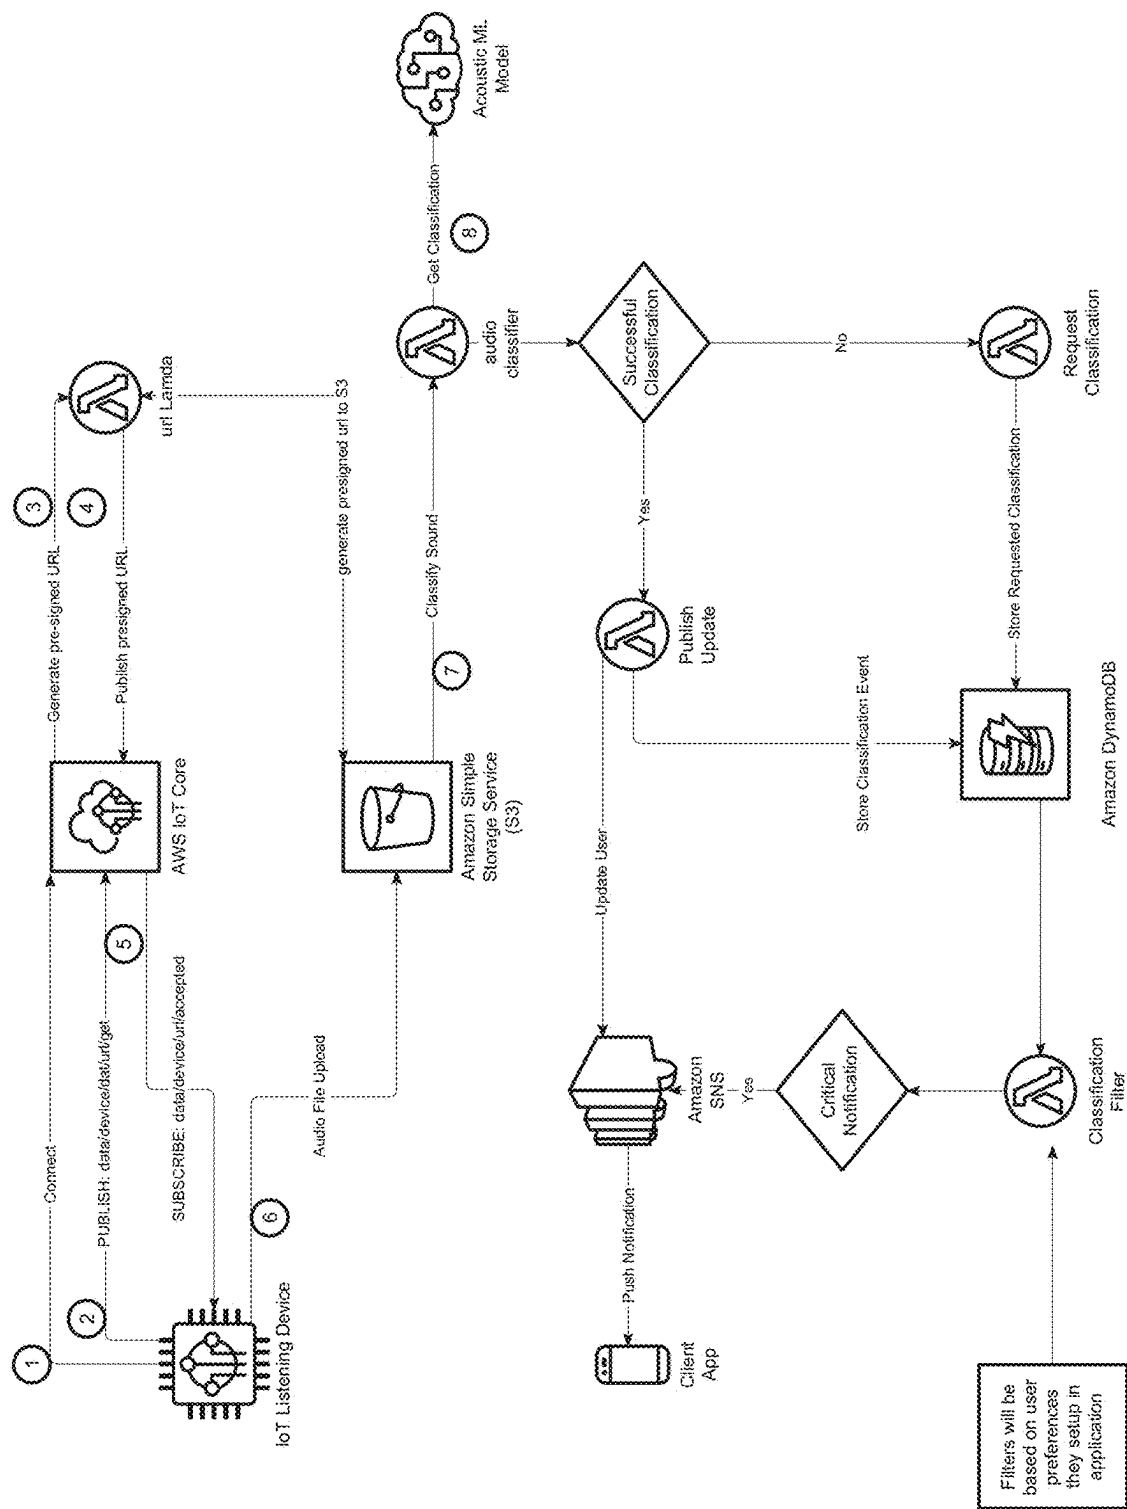 1
Connect
2
PUBLISH: data/device/dat/url/get
5
SUBSCRIBE: data/device/url/accepted
IoT Listening Device
6
Audio File Upload
AWS IoT Core
Generate pre-signed URL
3
4
Publish presigned URL
url Lamda
generate presigned url to S3
Amazon Simple
Storage Service
(S3)
7
Classify Sound
audio
classifier
Get Classification
8
Acoustic ML
Model
Successful
Classification
Yes
No
Publish
Update
Request
Classification
Update User
Store Classification Event
Store Requested Classification
Amazon DynamoDB
Amazon
SNS
Yes
Critical
Notification
Classification
Filter
Push Notification
Client
App
Filters will be
based on user
preferences
they setup in
application